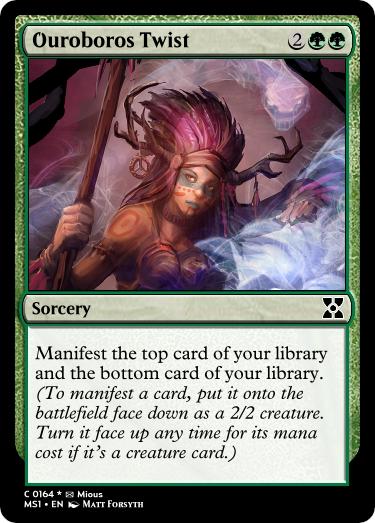 Ouroboros Twist 2
Sorcery
Manifest the top card of your library
and the bottom card of your library.
(To manifest a card, put it onto the
battlefield face down as a 2/2 creature.
Turn it face up any time for its mana
cost if it's a creature card.)
C 0164 * Mious
MS1 • EN Matt Forsyth